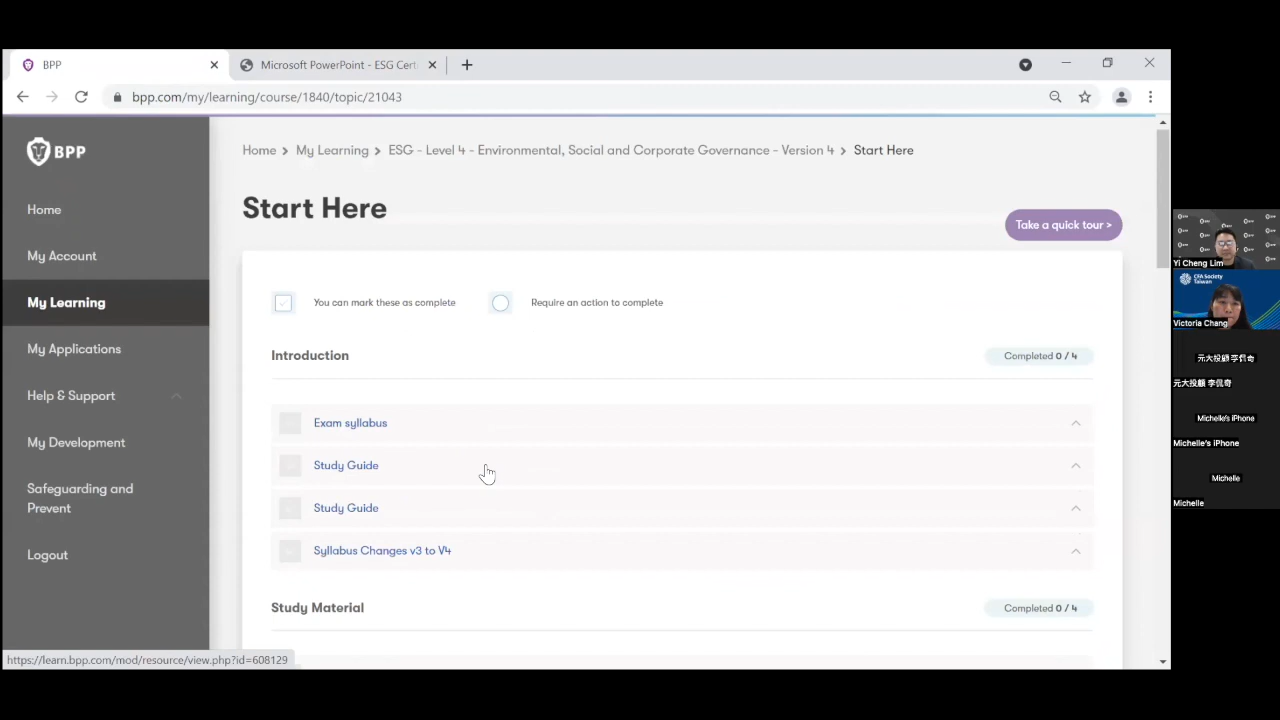 BPP
Microsoft PowerPoint - ESG Cert
bpp.com/my/learning/course/1840/topic/21043
BPP
Home
My Account
My Learning
My Applications
Help & Support
My Development
Safeguarding and
Prevent
Logout
Home > My Learning > ESG - Level 4 - Environmental, Social and Corporate Governance - Version 4 > Start Here
Start Here
Take a quick tour >
You can mark these as complete
Require an action to complete
Introduction
Completed 0 / 4
Exam syllabus
Study Guide
Study Guide
Syllabus Changes v3 to V4
Study Material
Completed 0 / 4
https://learn.bpp.com/mod/resource/view.php?id=608129
Yi Cheng Lim
CFA Society
Taiwan
Victoria Chang
元大投顧 李侃奇
元大投顧 李侃奇
Michelle's iPhone
Michelle's iPhone
Michelle
Michelle